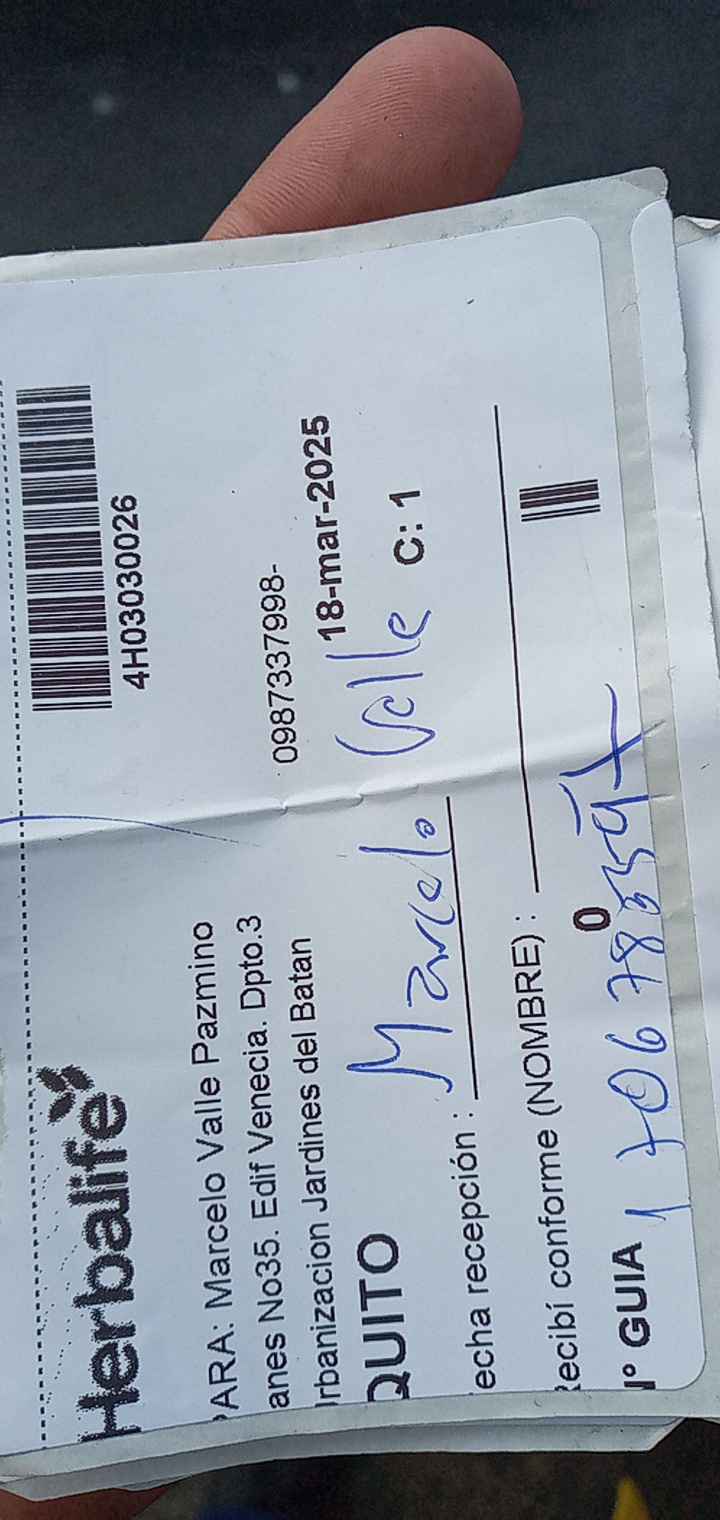 Herbalife
4H03030026
PARA: Marcelo Valle Pazmino
anes No35. Edif Venecia. Dpto.3 0987337998-
Urbanizacion Jardines del Batan
QUITO 18-mar-2025
Marcelo Valle C: 1
echa recepción :
Recibí conforme (NOMBRE) :
N° GUIA 0